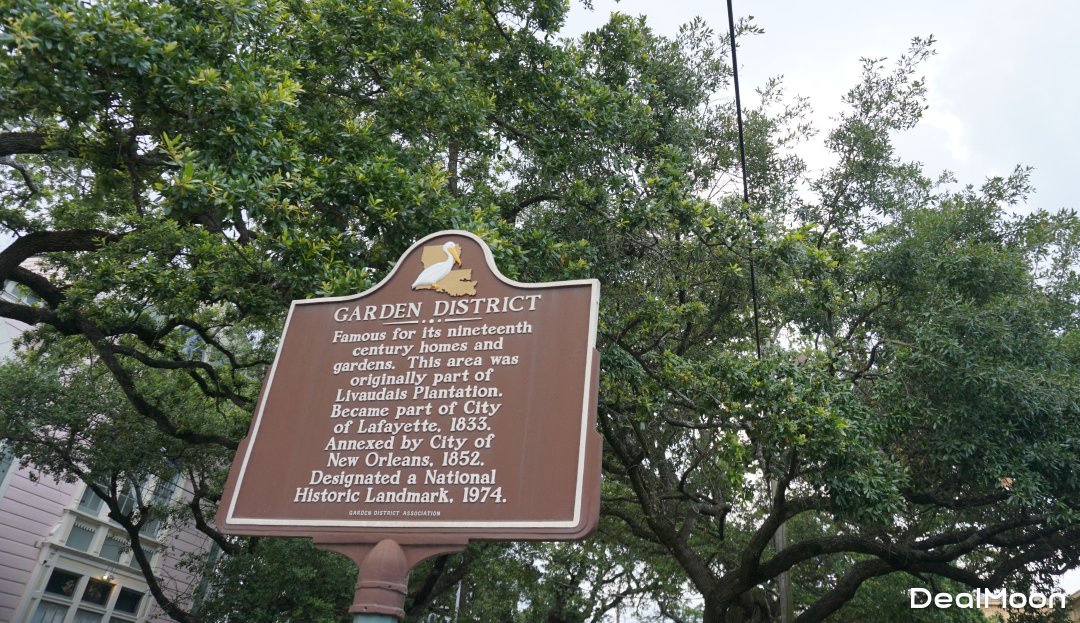 GARDEN DISTRICT
Famous for its nineteenth
century homes and
gardens. This area was
originally part of
Livaudais Plantation.
Became part of City
of Lafayette, 1833.
Annexed by City of
New Orleans, 1852.
Designated a National
Historic Landmark, 1974.
GARDEN DISTRICT ASSOCIATION
DealMoon